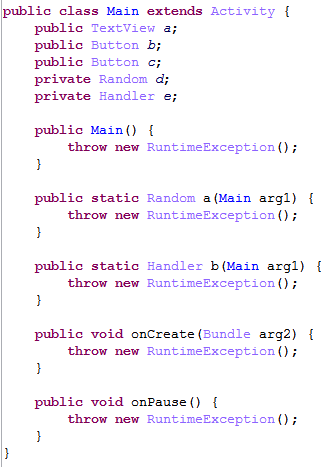 public class Main extends Activity {
    public TextView a;
    public Button b;
    public Button c;
    private Random d;
    private Handler e;

    public Main() {
        throw new RuntimeException();
    }

    public static Random a(Main arg1) {
        throw new RuntimeException();
    }

    public static Handler b(Main arg1) {
        throw new RuntimeException();
    }

    public void onCreate(Bundle arg2) {
        throw new RuntimeException();
    }

    public void onPause() {
        throw new RuntimeException();
    }
}